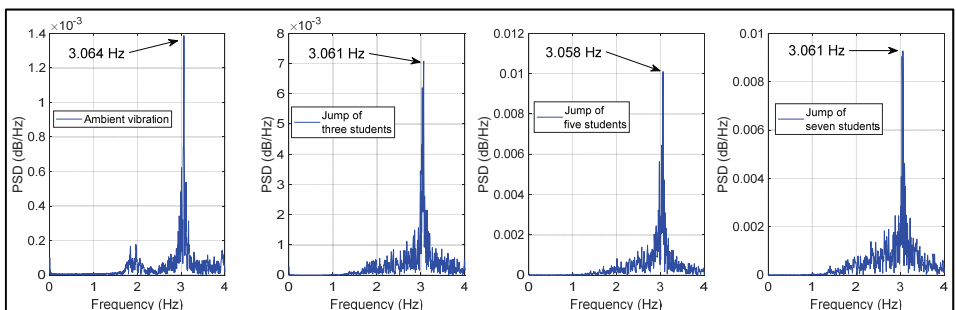 ×10⁻³
1.4
1.2
1
0.8
0.6
0.4
0.2
0
PSD (dB/Hz)
3.064 Hz
Ambient vibration
0 1 2 3 4
Frequency (Hz)
×10⁻³
8
7
6
5
4
3
2
1
0
PSD (dB/Hz)
3.061 Hz
Jump of
three students
0 1 2 3 4
Frequency (Hz)
0.012
0.01
0.008
0.006
0.004
0.002
0
PSD (dB/Hz)
3.058 Hz
Jump of
five students
0 1 2 3 4
Frequency (Hz)
0.01
0.008
0.006
0.004
0.002
0
PSD (dB/Hz)
3.061 Hz
Jump of
seven students
0 1 2 3 4
Frequency (Hz)